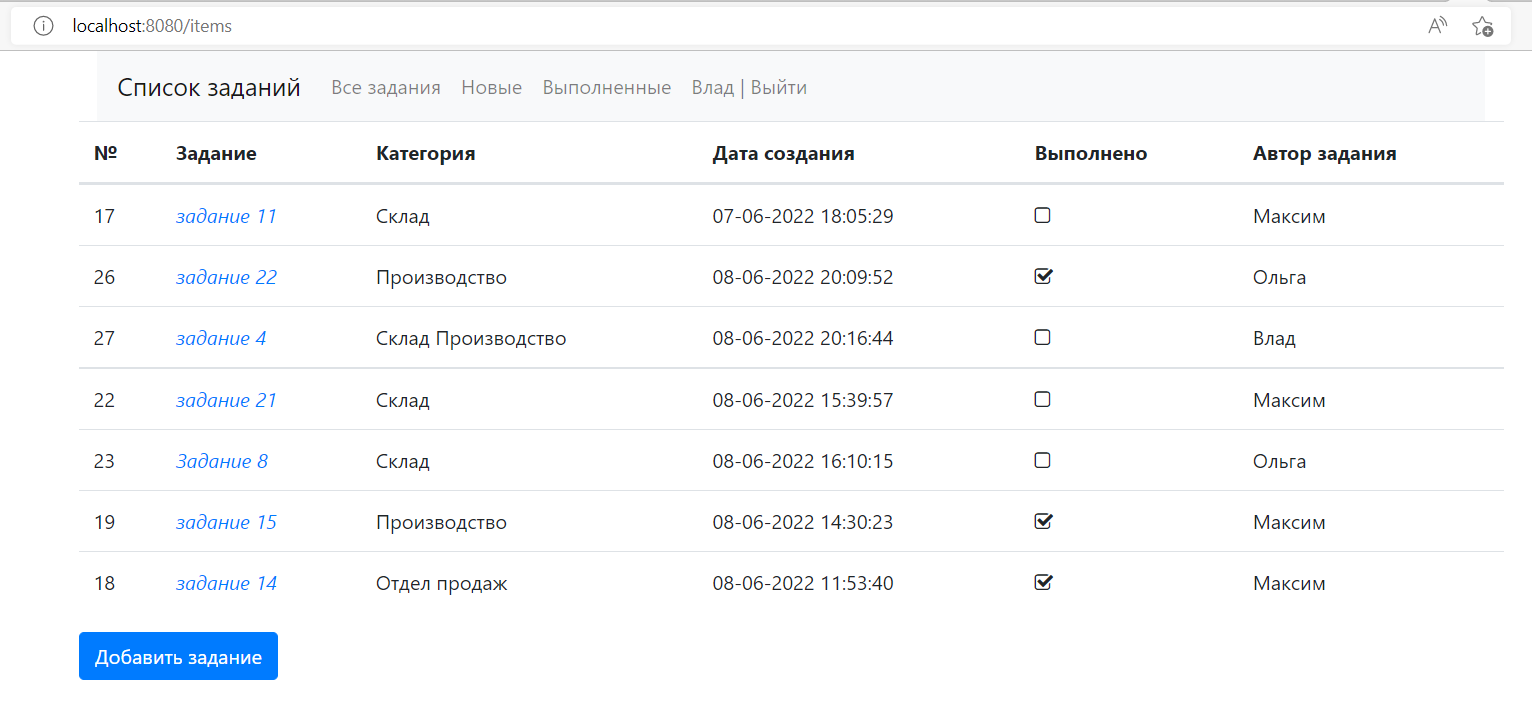 localhost:8080/items
Список заданий Все задания Новые Выполненные Влад | Выйти
№ Задание Категория Дата создания Выполнено Автор задания
17 задание 11 Склад 07-06-2022 18:05:29 Максим
26 задание 22 Производство 08-06-2022 20:09:52 Ольга
27 задание 4 Склад Производство 08-06-2022 20:16:44 Влад
22 задание 21 Склад 08-06-2022 15:39:57 Максим
23 Задание 8 Склад 08-06-2022 16:10:15 Ольга
19 задание 15 Производство 08-06-2022 14:30:23 Максим
18 задание 14 Отдел продаж 08-06-2022 11:53:40 Максим
Добавить задание